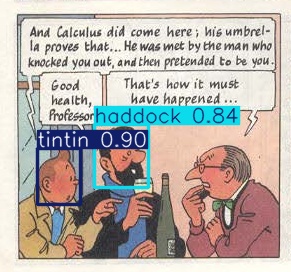 And Calculus did come here; his umbrel-
la proves that... He was met by the man who
knocked you out, and then pretended to be you.
Good
health,
Professor
That's how it must
have happened...
haddock 0.84
tintin 0.90